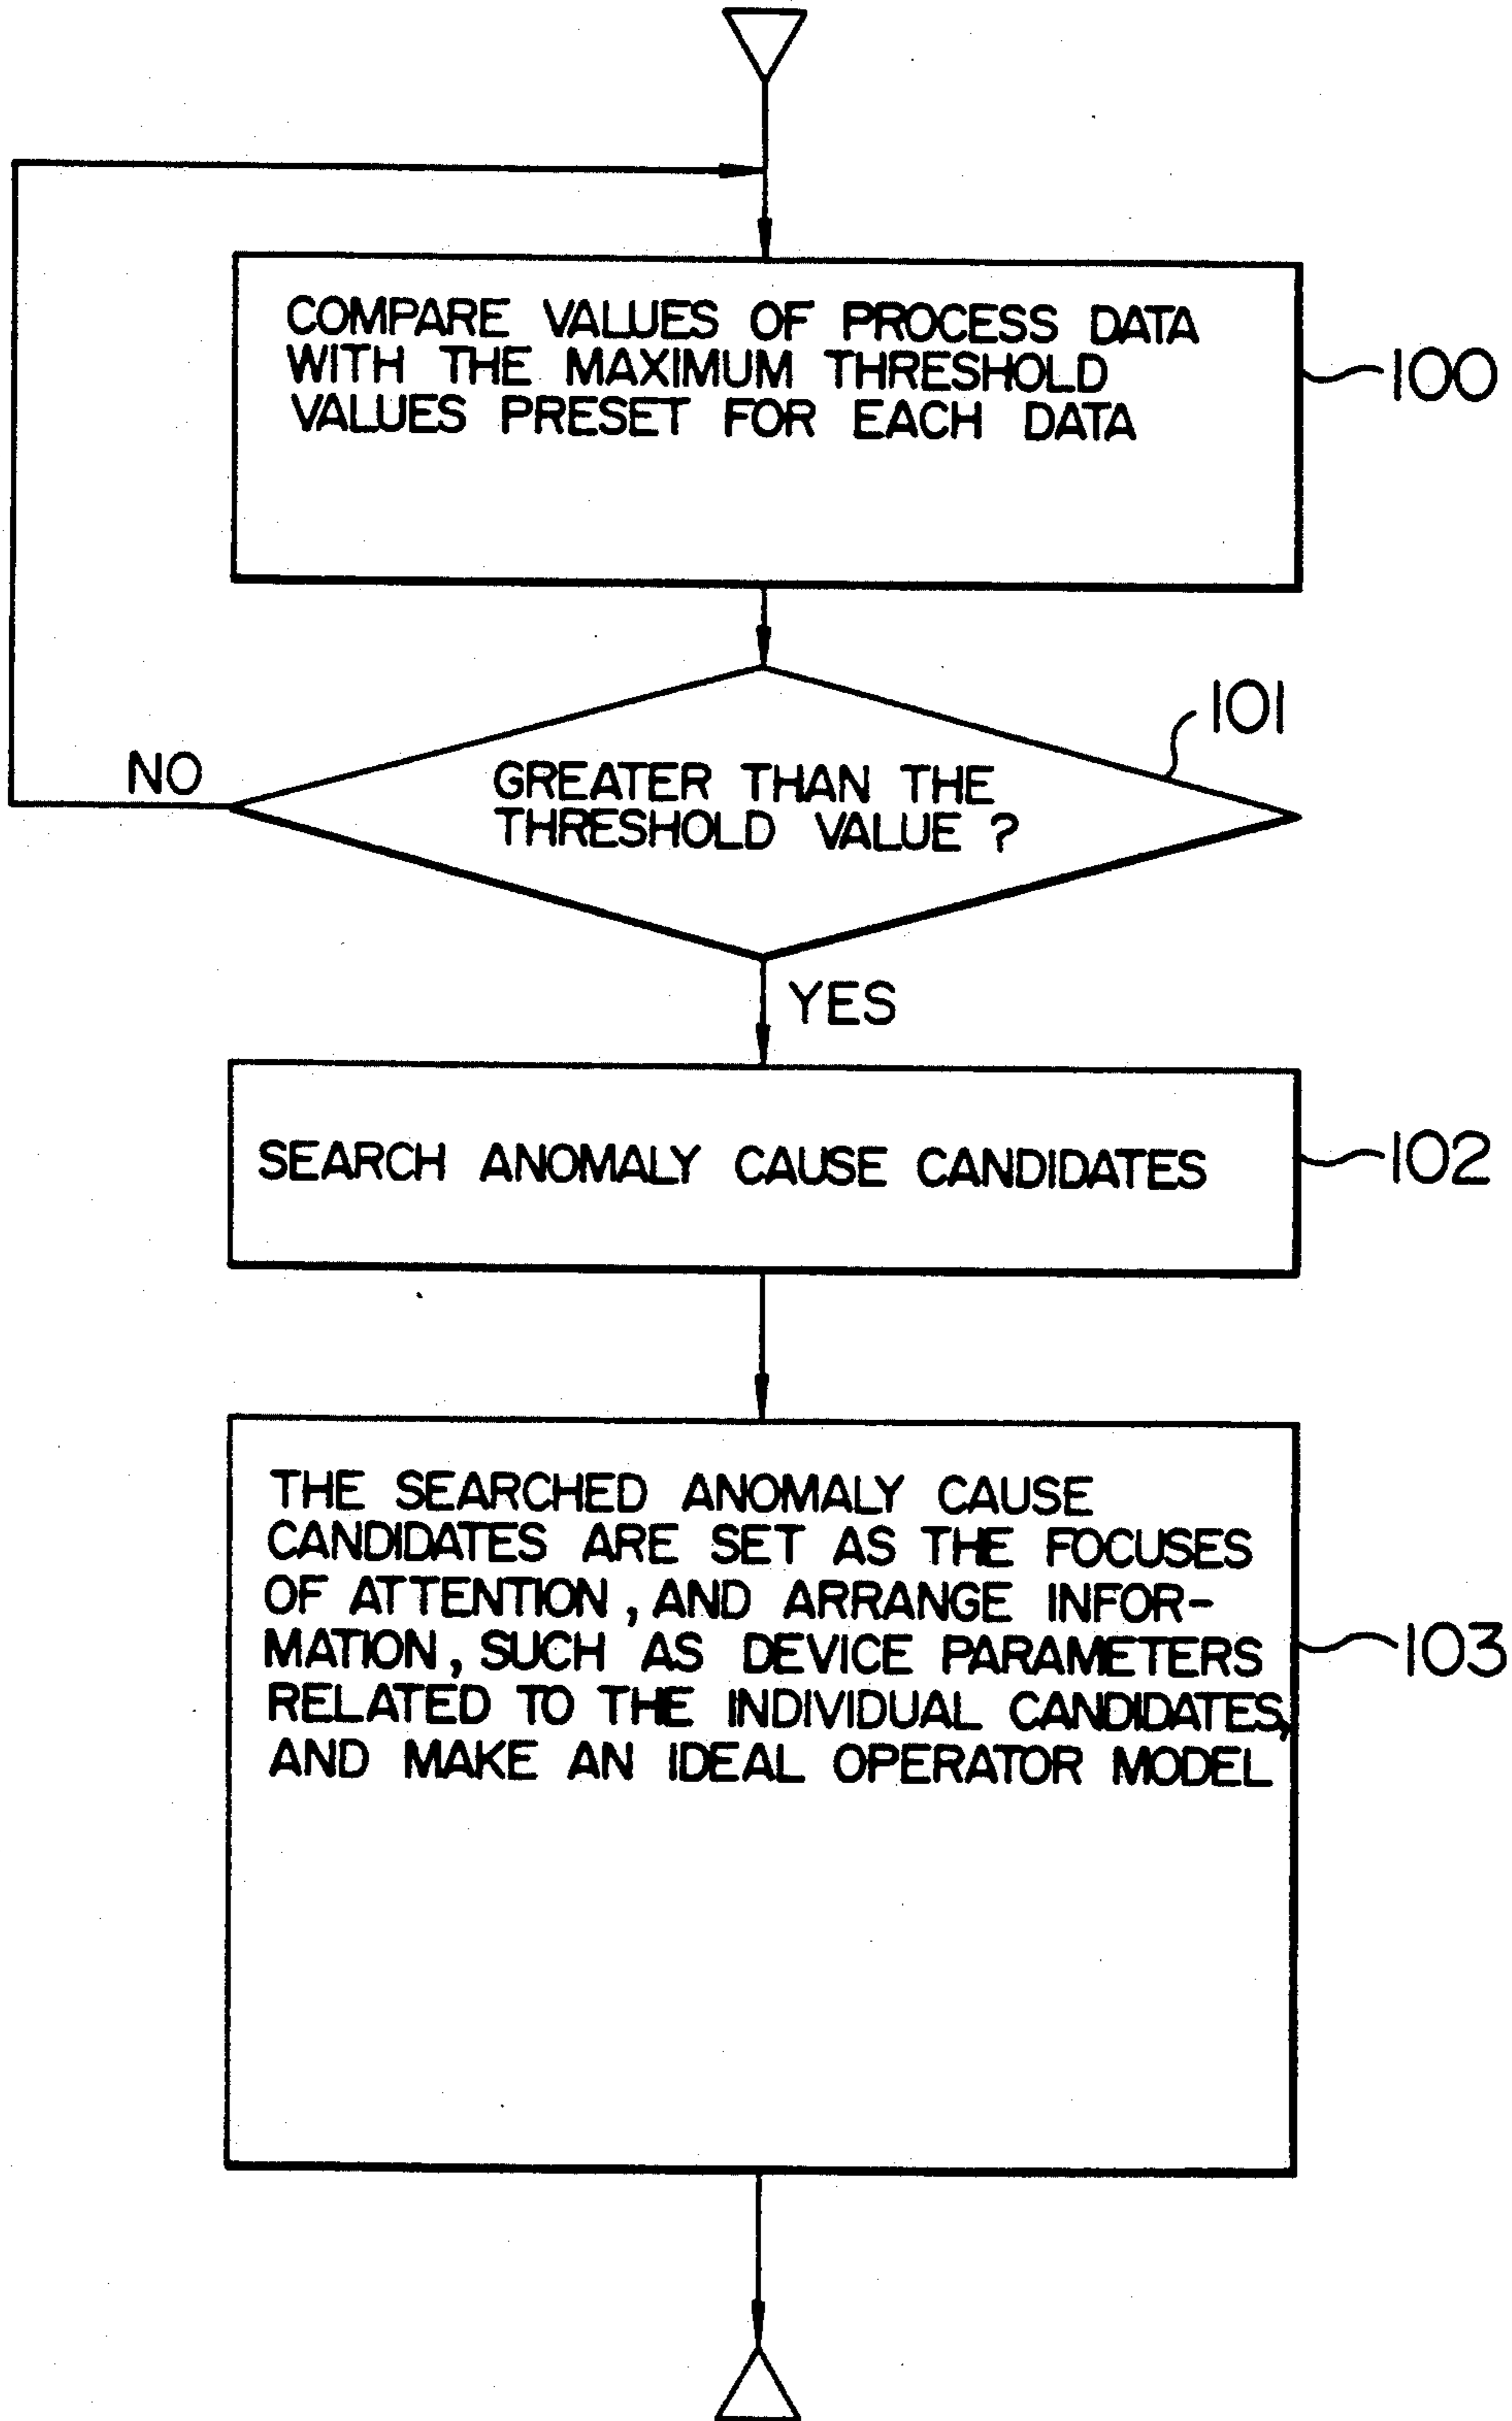 COMPARE VALUES OF PROCESS DATA
WITH THE MAXIMUM THRESHOLD
VALUES PRESET FOR EACH DATA
100
101
NO
GREATER THAN THE
THRESHOLD VALUE ?
YES
SEARCH ANOMALY CAUSE CANDIDATES
102
THE SEARCHED ANOMALY CAUSE
CANDIDATES ARE SET AS THE FOCUSES
OF ATTENTION, AND ARRANGE INFOR-
MATION, SUCH AS DEVICE PARAMETERS
RELATED TO THE INDIVIDUAL CANDIDATES,
AND MAKE AN IDEAL OPERATOR MODEL
103